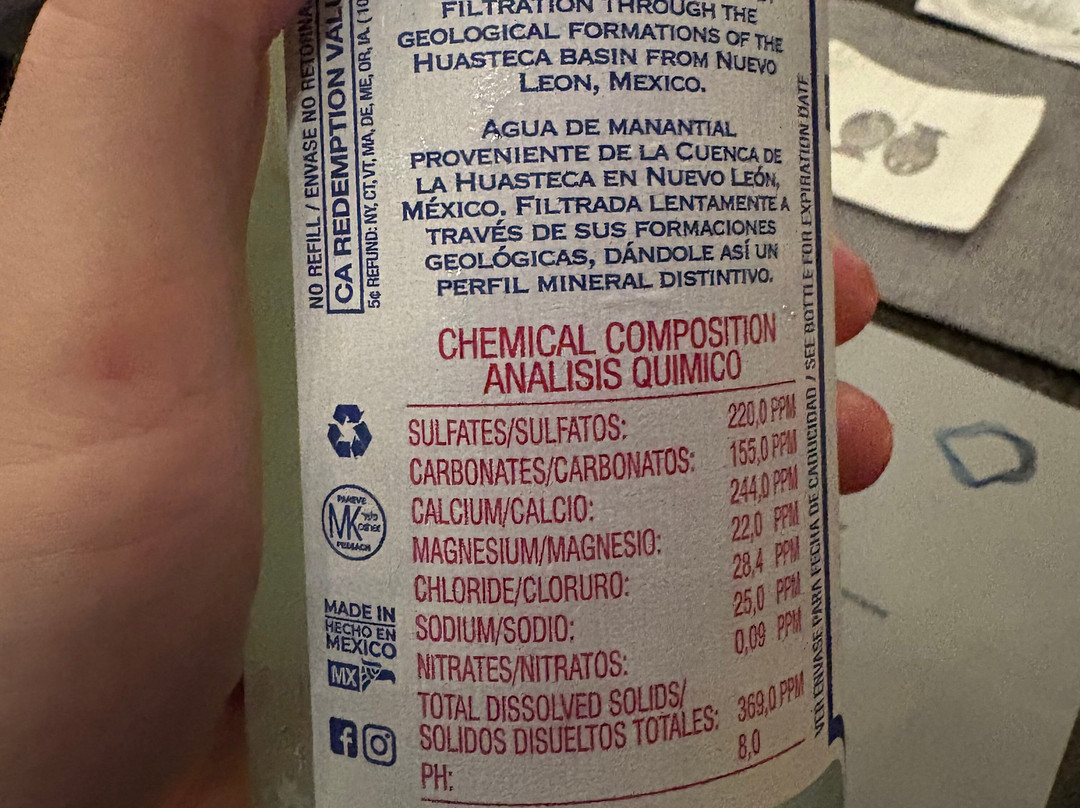 FILTRATION THROUGH THE
GEOLOGICAL FORMATIONS OF THE
HUASTECA BASIN FROM NUEVO
LEON, MEXICO.
AGUA DE MANANTIAL
PROVENIENTE DE LA CUENCA DE
LA HUASTECA EN NUEVO LEÓN,
MÉXICO. FILTRADA LENTAMENTE A
TRAVÉS DE SUS FORMACIONES
GEOLÓGICAS, DÁNDOLE ASÍ UN
PERFIL MINERAL DISTINTIVO.
CHEMICAL COMPOSITION
ANALISIS QUIMICO
SULFATES/SULFATOS: 220,0 PPM
CARBONATES/CARBONATOS: 155,0 PPM
CALCIUM/CALCIO: 244,0 PPM
MAGNESIUM/MAGNESIO: 22,0 PPM
CHLORIDE/CLORURO: 28,4 PPM
SODIUM/SODIO: 25,0 PPM
NITRATES/NITRATOS: 0,09 PPM
TOTAL DISSOLVED SOLIDS/
SOLIDOS DISUELTOS TOTALES: 369,0 PPM
PH: 8,0
NO REFILL / ENVASE NO
CA REDEMPTION
5¢ REFUND: NY, CT, VT, MA, DE, ME, OR, IA.
PAREVE
MK
כשר
PESSACH
MADE IN
HECHO EN
MEXICO
MX
VER ENVASE PARA FECHA DE CADUCIDAD / SEE BOTTLE FOR EXPIRATION DATE